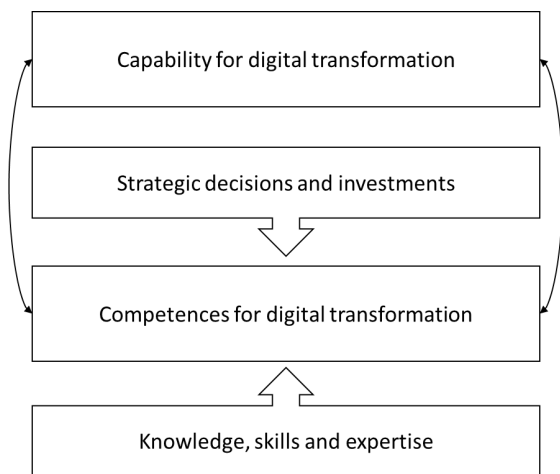 Capability for digital transformation
Strategic decisions and investments
Competences for digital transformation
Knowledge, skills and expertise